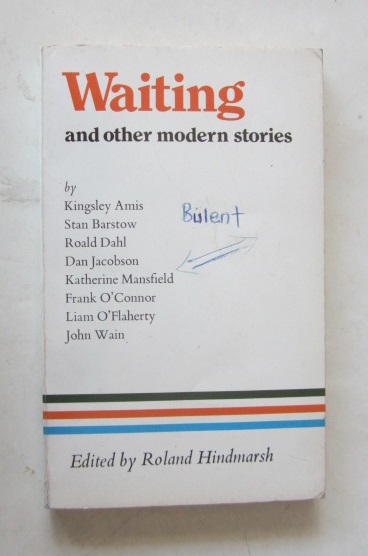 Waiting
and other modern stories
by
Kingsley Amis
Stan Barstow
Roald Dahl
Dan Jacobson
Katherine Mansfield
Frank O'Connor
Liam O'Flaherty
John Wain
Bülent
Edited by Roland Hindmarsh